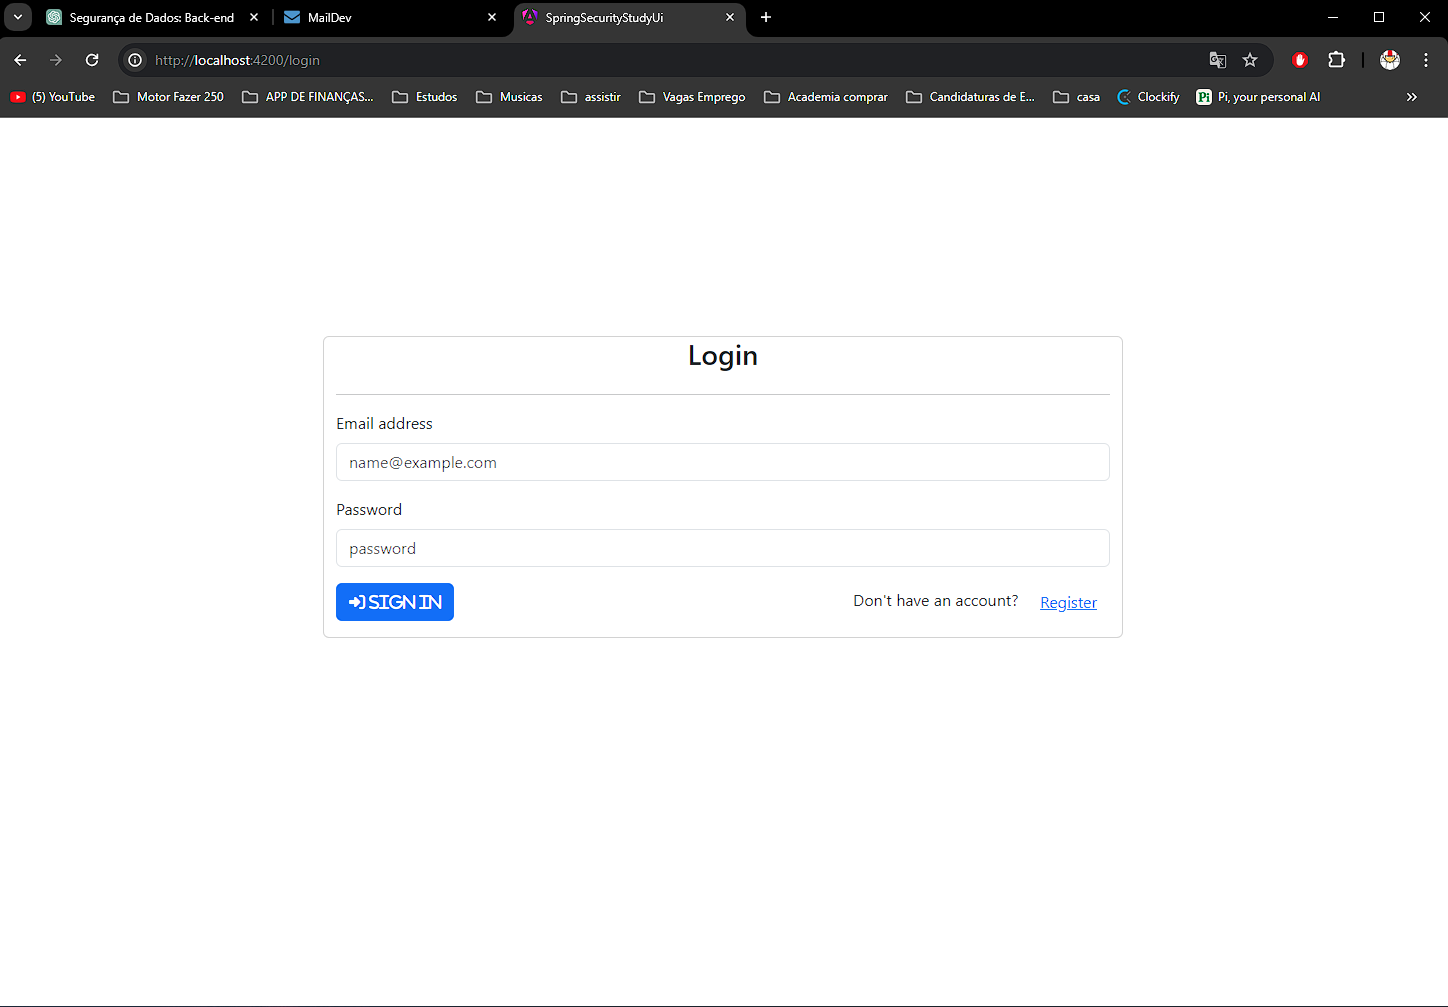 Segurança de Dados: Back-end
MailDev
SpringSecurityStudyUi
http://localhost:4200/login
(5) YouTube
Motor Fazer 250
APP DE FINANÇAS...
Estudos
Musicas
assistir
Vagas Emprego
Academia comprar
Candidaturas de E...
casa
Clockify
Pi
Pi, your personal AI
Login
Email address
name@example.com
Password
password
SIGN IN
Don't have an account? Register